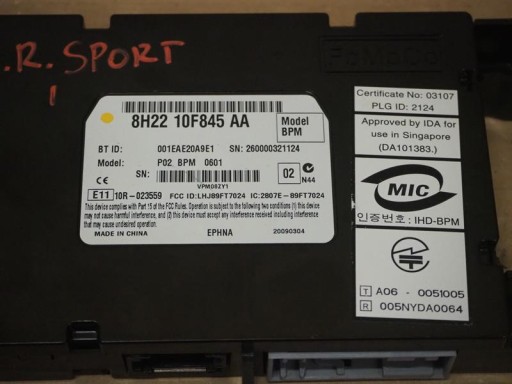 .R. SPORT
1
FoMoCo
8H22 10F845 AA
Model
BPM
BT ID: 001EAE20A9E1 SN: 260000321124
Model: P02 BPM 0601
CE
SN:
VPM06ZY1
02
N44
E11 10R-023559 FCC ID:LHJ89FT7024 IC:2807E-89FT7024
This device complies with Part 15 of the FCC Rules. Operation is subject to the following two conditions (1) this device
may not cause harmful interference, and (2) this device must accept any interference received including interference
that may cause undesired operation.
MADE IN CHINA EPHNA 20090304
Certificate No: 03107
PLG ID: 2124
Approved by IDA for
use in Singapore
(DA101383.)
MIC
인증번호: IHD-BPM
T A06 - 0051005
R 005NYDA0064